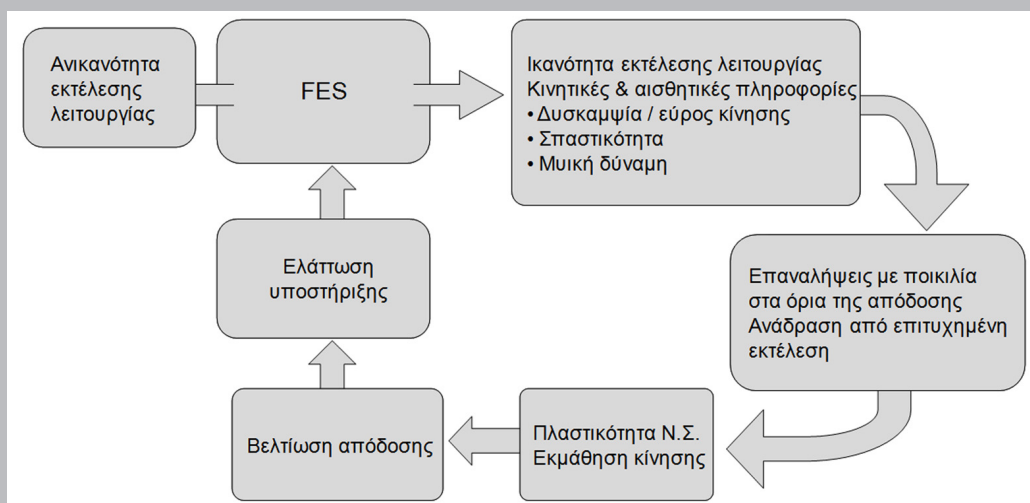 Ανικανότητα
εκτέλεσης
λειτουργίας
FES
Ικανότητα εκτέλεσης λειτουργίας
Κινητικές & αισθητικές πληροφορίες
• Δυσκαμψία / εύρος κίνησης
• Σπαστικότητα
• Μυική δύναμη
Επαναλήψεις με ποικιλία
στα όρια της απόδοσης
Ανάδραση από επιτυχημένη
εκτέλεση
Πλαστικότητα Ν.Σ.
Εκμάθηση κίνησης
Βελτίωση απόδοσης
Ελάττωση
υποστήριξης